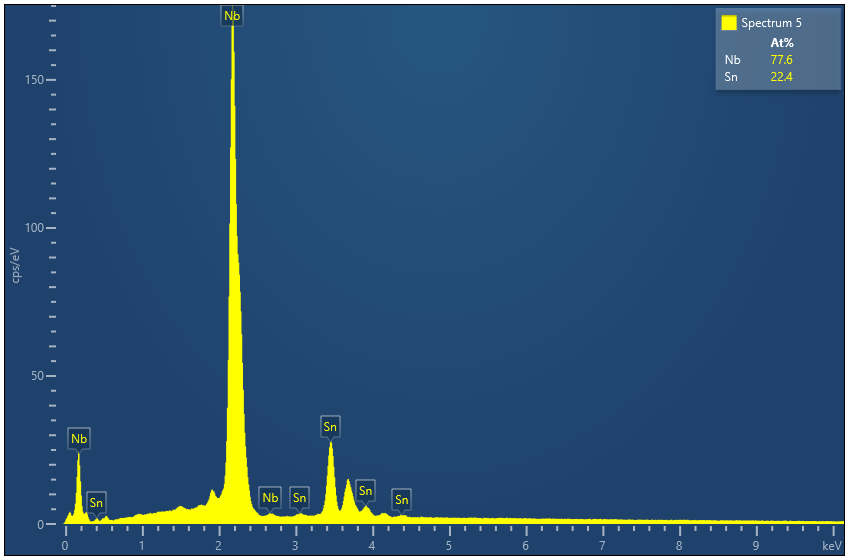 Nb
Spectrum 5
At%
Nb 77.6
Sn 22.4
150
100
cps/eV
50
Nb
Sn
Nb
Sn
Sn
Sn
Sn
0
0 1 2 3 4 5 6 7 8 9 keV